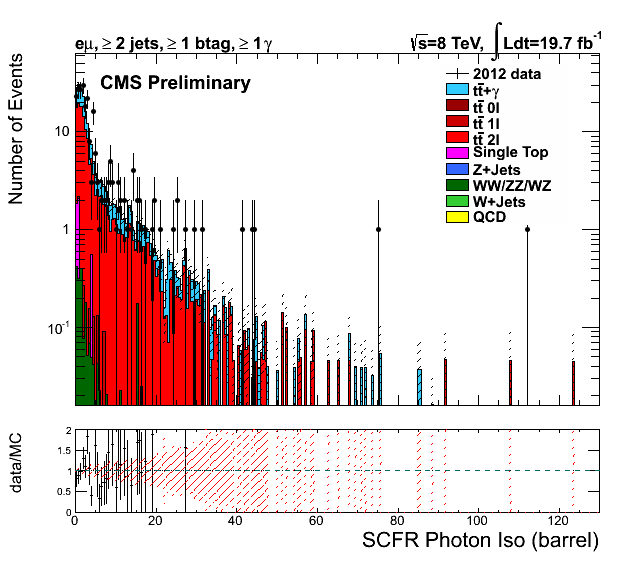 eμ, ≥ 2 jets, ≥ 1 btag, ≥ 1 γ
√s=8 TeV, ∫ Ldt=19.7 fb⁻¹
CMS Preliminary
2012 data
tt̄+γ
tt̄ 0l
tt̄ 1l
tt̄ 2l
Single Top
Z+Jets
WW/ZZ/WZ
W+Jets
QCD
Number of Events
10
1
10⁻¹
data/MC
2
1.5
1
0.5
0
0 20 40 60 80 100 120
SCFR Photon Iso (barrel)